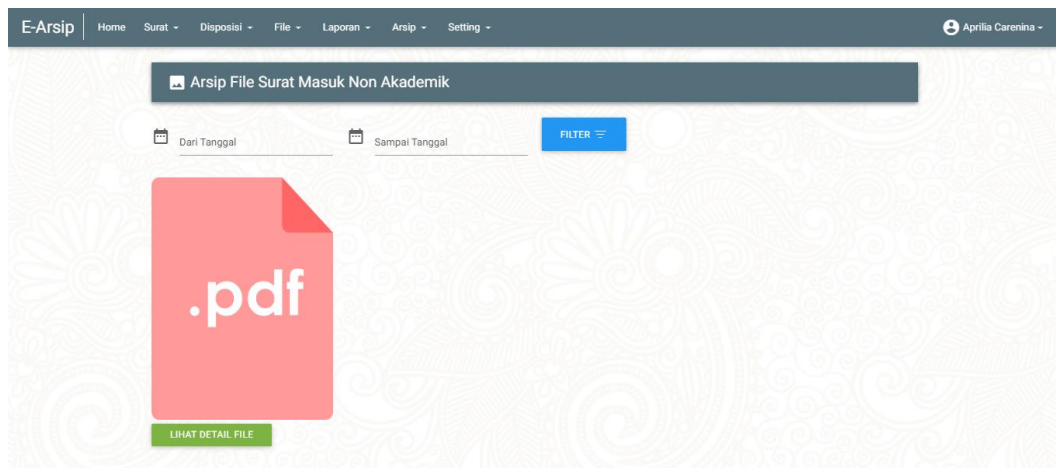 E-Arsip Home Surat Disposisi File Laporan Arsip Setting Aprilia Carenina
Arsip File Surat Masuk Non Akademik
Dari Tanggal Sampai Tanggal FILTER
.pdf
LIHAT DETAIL FILE